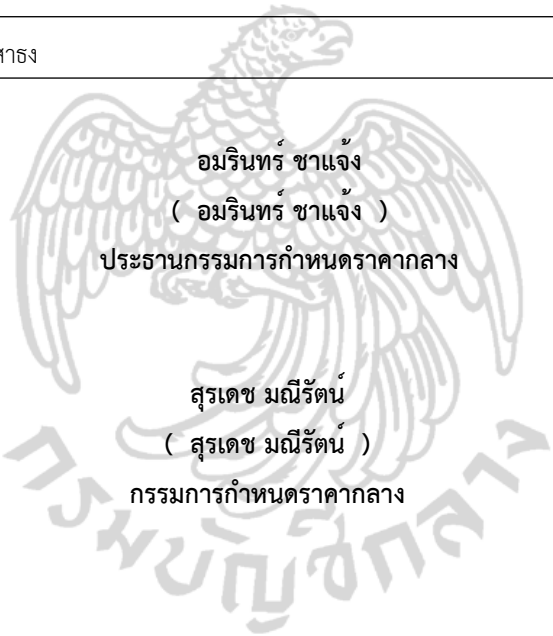 สาธง
อมรินทร์ ชาแจ้ง
( อมรินทร์ ชาแจ้ง )
ประธานกรรมการกำหนดราคากลาง
สุรเดช มณีรัตน์
( สุรเดช มณีรัตน์ )
กรรมการกำหนดราคากลาง
กรมบัญชีกลาง